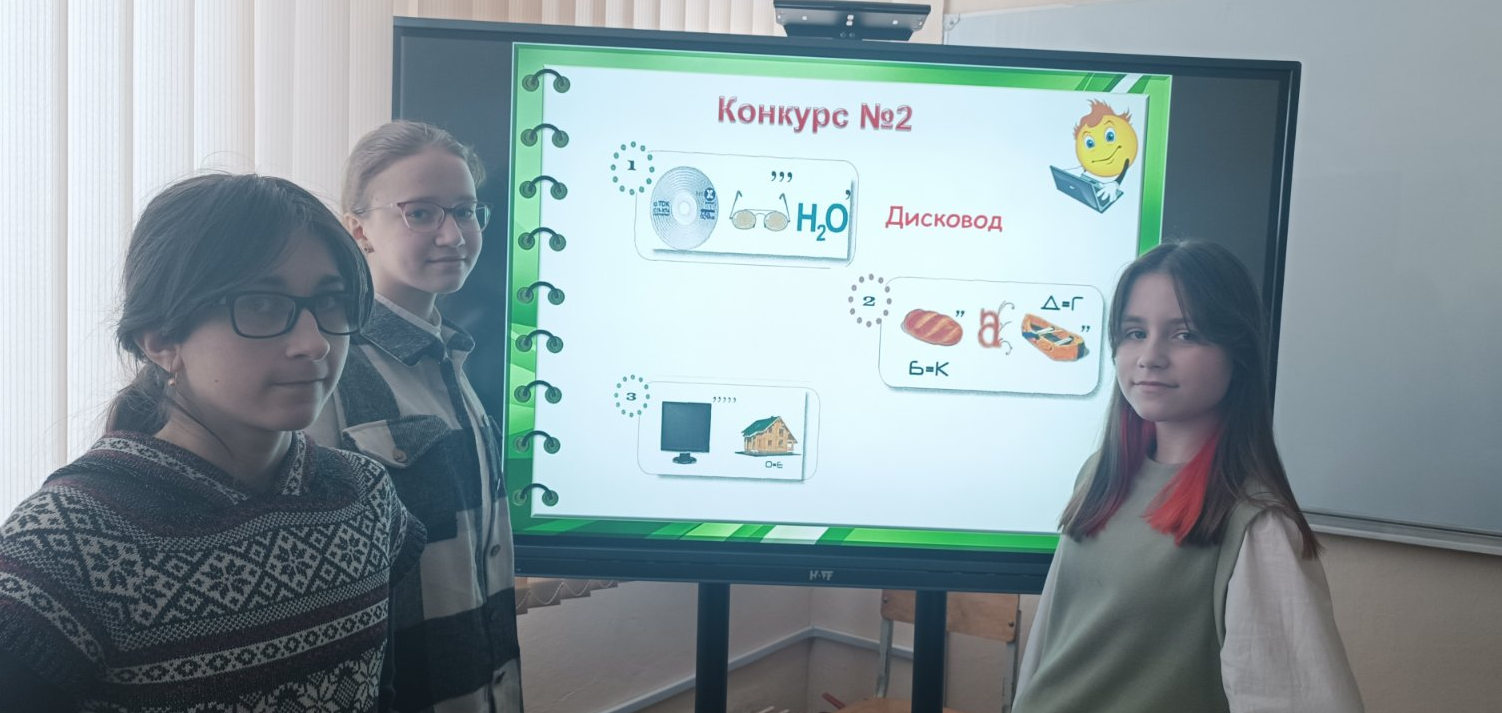 Конкурс №2
1
,,,
,
H₂O
Дисковод
2
Д=Г
,,
,,
а
Б=К
3
,,,,,
О=Е